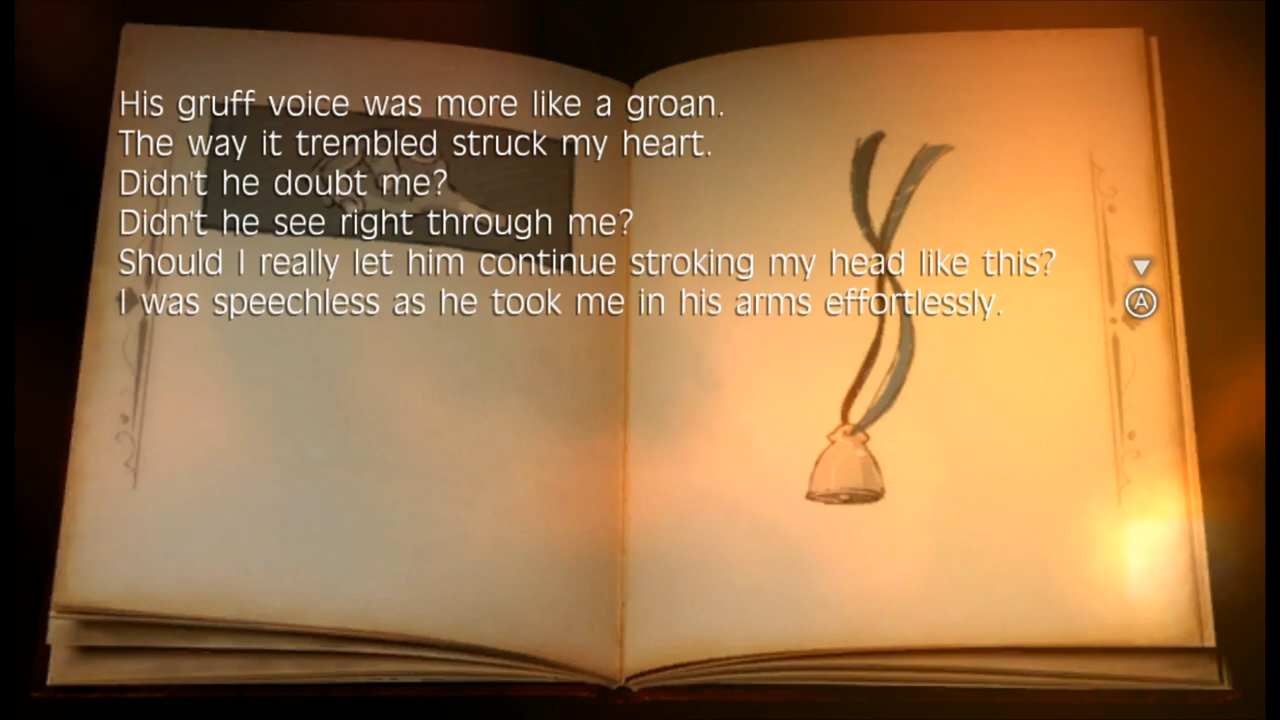 His gruff voice was more like a groan.
The way it trembled struck my heart.
Didn't he doubt me?
Didn't he see right through me?
Should I really let him continue stroking my head like this?
I was speechless as he took me in his arms effortlessly.
A